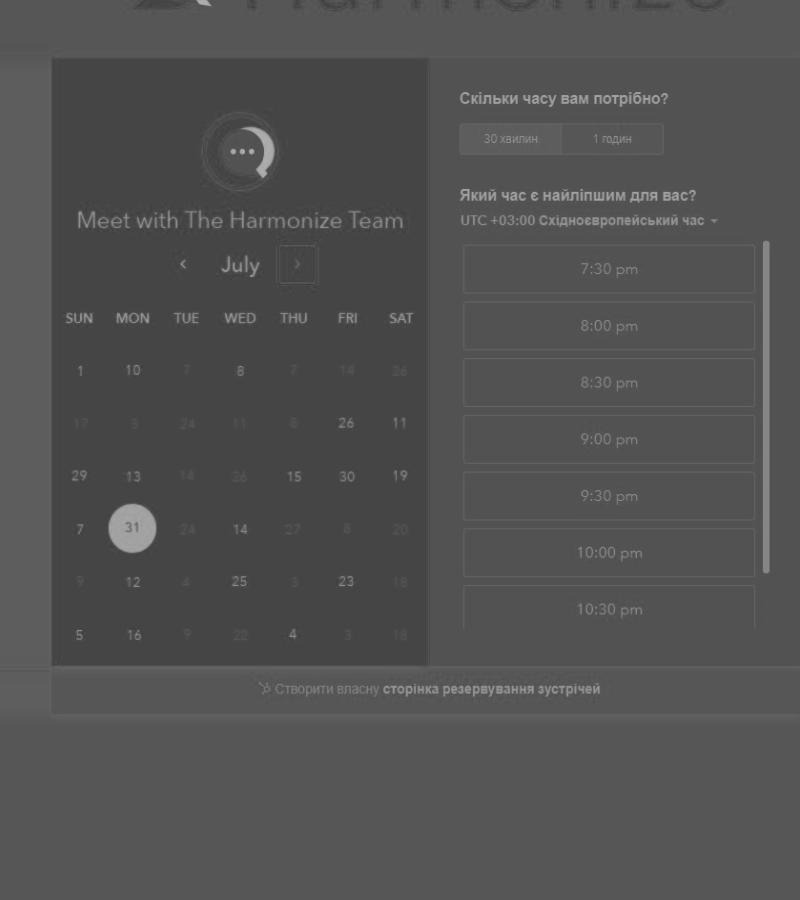 Meet with The Harmonize Team
July
SUN MON TUE WED THU FRI SAT
1 10 7 8 7 14 26
17 3 24 11 8 26 11
29 13 14 26 15 30 19
7 31 24 14 27 8 20
9 12 4 25 3 23 18
5 16 9 22 4 3 18
Скільки часу вам потрібно?
30 хвилин 1 годин
Який час є найліпшим для вас?
UTC +03:00 Східноєвропейський час
7:30 pm
8:00 pm
8:30 pm
9:00 pm
9:30 pm
10:00 pm
10:30 pm
Створити власну сторінка резервування зустрічей